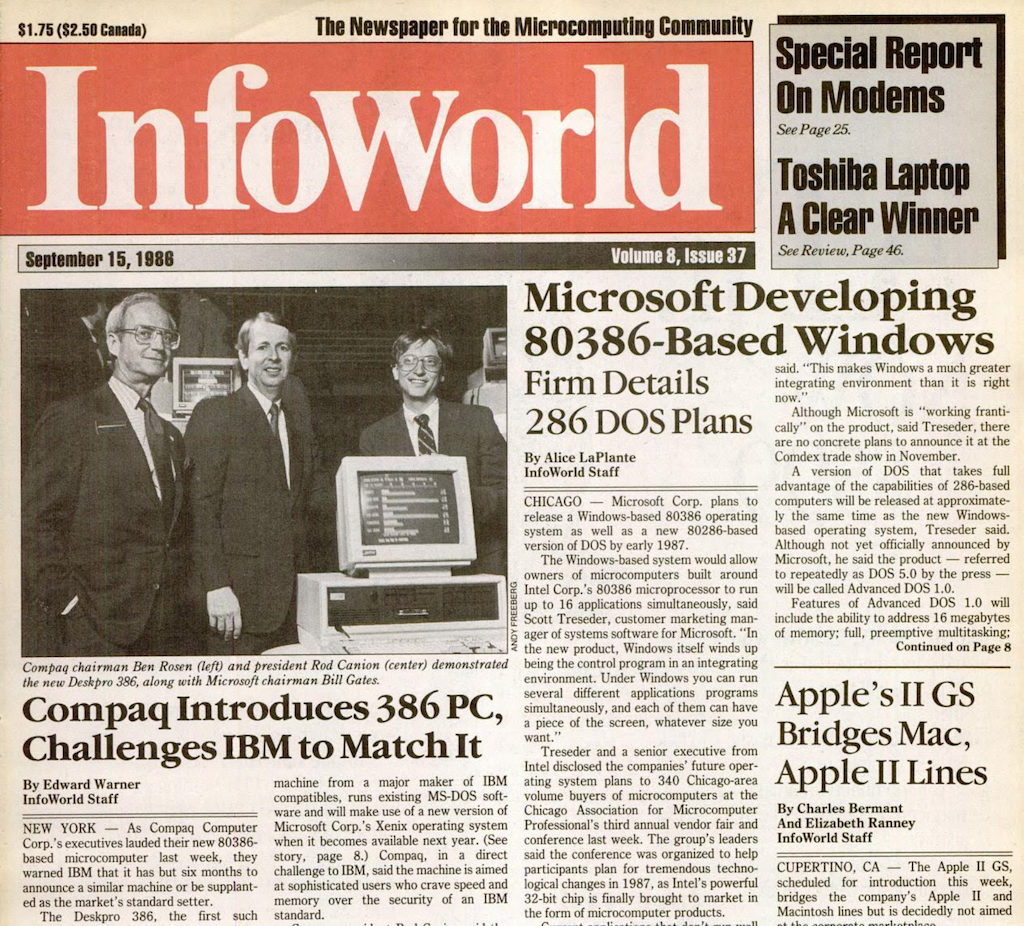 $1.75 ($2.50 Canada)
The Newspaper for the Microcomputing Community
InfoWorld
September 15, 1986
Volume 8, Issue 37
Special Report
On Modems
See Page 25.
Toshiba Laptop
A Clear Winner
See Review, Page 46.
ANDY FREEBERG
Compaq chairman Ben Rosen (left) and president Rod Canion (center) demonstrated
the new Deskpro 386, along with Microsoft chairman Bill Gates.
Compaq Introduces 386 PC,
Challenges IBM to Match It
By Edward Warner
InfoWorld Staff
NEW YORK — As Compaq Computer
Corp.'s executives lauded their new 80386-
based microcomputer last week, they
warned IBM that it has but six months to
announce a similar machine or be supplant-
ed as the market's standard setter.
The Deskpro 386, the first such
machine from a major maker of IBM
compatibles, runs existing MS-DOS soft-
ware and will make use of a new version of
Microsoft Corp.'s Xenix operating system
when it becomes available next year. (See
story, page 8.) Compaq, in a direct
challenge to IBM, said the machine is aimed
at sophisticated users who crave speed and
memory over the security of an IBM
standard.
Microsoft Developing
80386-Based Windows
Firm Details
286 DOS Plans
By Alice LaPlante
InfoWorld Staff
CHICAGO — Microsoft Corp. plans to
release a Windows-based 80386 operating
system as well as a new 80286-based
version of DOS by early 1987.
The Windows-based system would allow
owners of microcomputers built around
Intel Corp.'s 80386 microprocessor to run
up to 16 applications simultaneously, said
Scott Treseder, customer marketing man-
ager of systems software for Microsoft. "In
the new product, Windows itself winds up
being the control program in an integrating
environment. Under Windows you can run
several different applications programs
simultaneously, and each of them can have
a piece of the screen, whatever size you
want."
Treseder and a senior executive from
Intel disclosed the companies' future oper-
ating system plans to 340 Chicago-area
volume buyers of microcomputers at the
Chicago Association for Microcomputer
Professional's third annual vendor fair and
conference last week. The group's leaders
said the conference was organized to help
participants plan for tremendous techno-
logical changes in 1987, as Intel's powerful
32-bit chip is finally brought to market in
the form of microcomputer products.
said. "This makes Windows a much greater
integrating environment than it is right
now."
Although Microsoft is "working franti-
cally" on the product, said Treseder, there
are no concrete plans to announce it at the
Comdex trade show in November.
A version of DOS that takes full
advantage of the capabilities of 286-based
computers will be released at approximate-
ly the same time as the new Windows-
based operating system, Treseder said.
Although not yet officially announced by
Microsoft, he said the product — referred
to repeatedly as DOS 5.0 by the press —
will be called Advanced DOS 1.0.
Features of Advanced DOS 1.0 will
include the ability to address 16 megabytes
of memory; full, preemptive multitasking;
Continued on Page 8
Apple's II GS
Bridges Mac,
Apple II Lines
By Charles Bermant
And Elizabeth Ranney
InfoWorld Staff
CUPERTINO, CA — The Apple II GS,
scheduled for introduction this week,
bridges the company's Apple II and
Macintosh lines but is decidedly not aimed